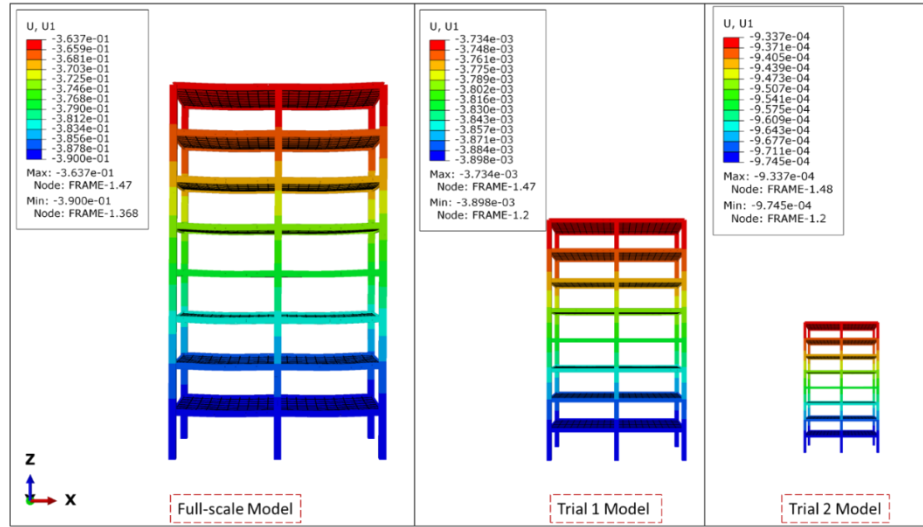 U, U1
-3.637e-01
-3.659e-01
-3.681e-01
-3.703e-01
-3.725e-01
-3.746e-01
-3.768e-01
-3.790e-01
-3.812e-01
-3.834e-01
-3.856e-01
-3.878e-01
-3.900e-01
Max: -3.637e-01
Node: FRAME-1.47
Min: -3.900e-01
Node: FRAME-1.368
Z
X
Full-scale Model
U, U1
-3.734e-03
-3.748e-03
-3.761e-03
-3.775e-03
-3.789e-03
-3.802e-03
-3.816e-03
-3.830e-03
-3.843e-03
-3.857e-03
-3.871e-03
-3.884e-03
-3.898e-03
Max: -3.734e-03
Node: FRAME-1.47
Min: -3.898e-03
Node: FRAME-1.2
Trial 1 Model
U, U1
-9.337e-04
-9.371e-04
-9.405e-04
-9.439e-04
-9.473e-04
-9.507e-04
-9.541e-04
-9.575e-04
-9.609e-04
-9.643e-04
-9.677e-04
-9.711e-04
-9.745e-04
Max: -9.337e-04
Node: FRAME-1.48
Min: -9.745e-04
Node: FRAME-1.2
Trial 2 Model